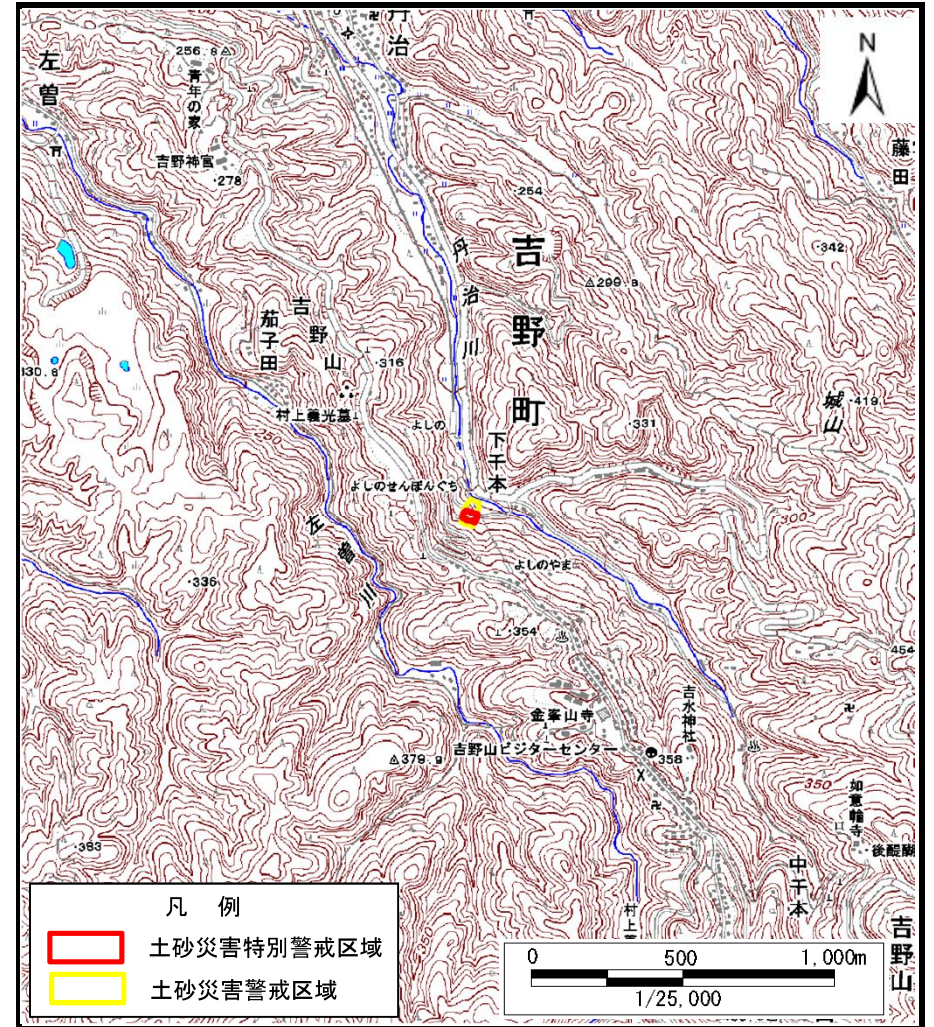 丹治
N
左曽
256.8
青年の家
藤田
吉野神宮
278
254
吉野町
342
丹治川
299.8
吉野山
茄子田
316
330.8
城山
419
村上義光墓
331
よしの
下千本
よしのせんぼんぐち
300
左曽川
よしのやま
336
354
454
吉水神社
金峯山寺
吉野山ビジターセンター
358
379.9
350
如意輪寺
383
後醍醐
中千本
村上義
吉野山
凡 例
土砂災害特別警戒区域
土砂災害警戒区域
0 500 1,000m
1/25,000